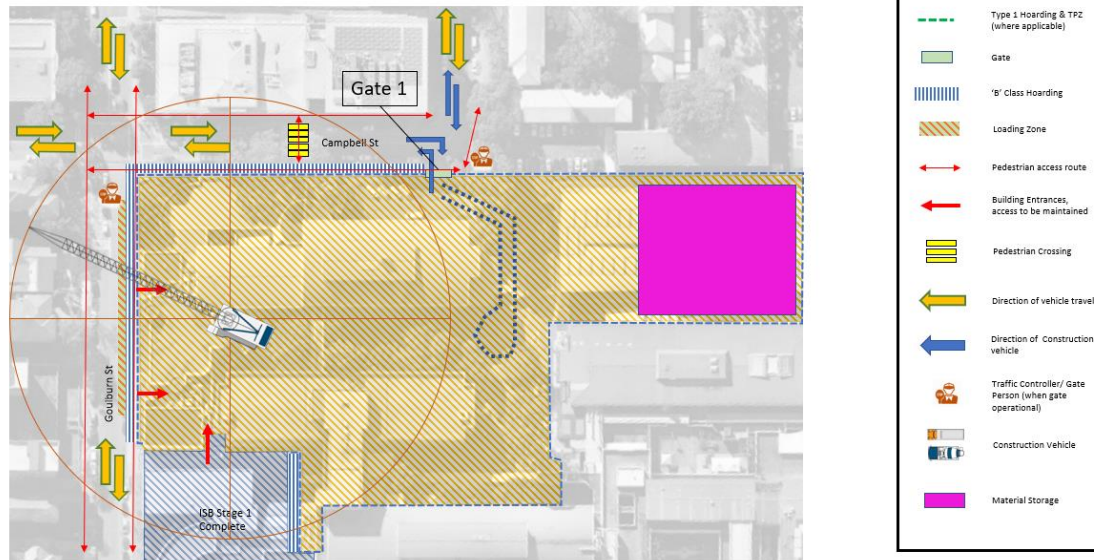 Gate 1
Campbell St
Goulburn St
ISB Stage 1
Complete
Type 1 Hoarding & TPZ
(where applicable)
Gate
‘B’ Class Hoarding
Loading Zone
Pedestrian access route
Building Entrances,
access to be maintained
Pedestrian Crossing
Direction of vehicle travel
Direction of Construction
vehicle
Traffic Controller/ Gate
Person (when gate
operational)
Construction Vehicle
Material Storage